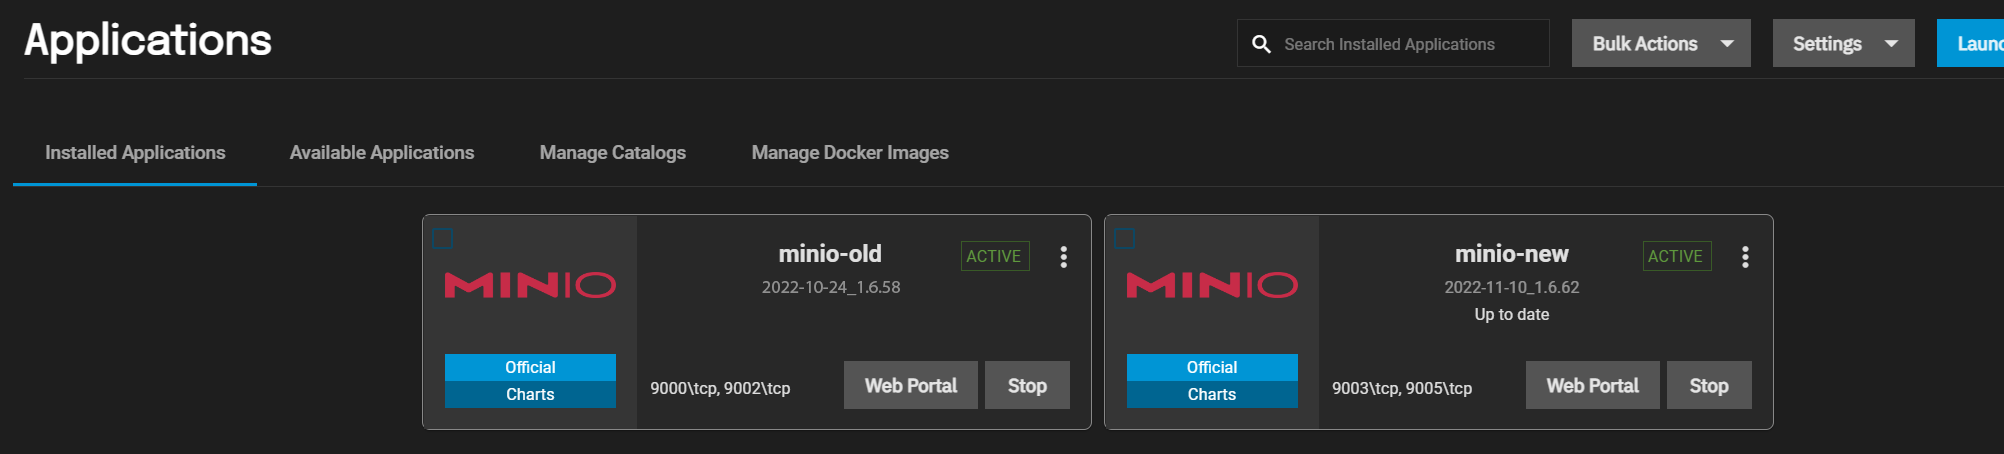 Applications
Search Installed Applications
Bulk Actions
Settings
Installed Applications
Available Applications
Manage Catalogs
Manage Docker Images
MINIO
Official
Charts
minio-old
ACTIVE
2022-10-24_1.6.58
9000\tcp, 9002\tcp
Web Portal
Stop
MINIO
Official
Charts
minio-new
ACTIVE
2022-11-10_1.6.62
Up to date
9003\tcp, 9005\tcp
Web Portal
Stop